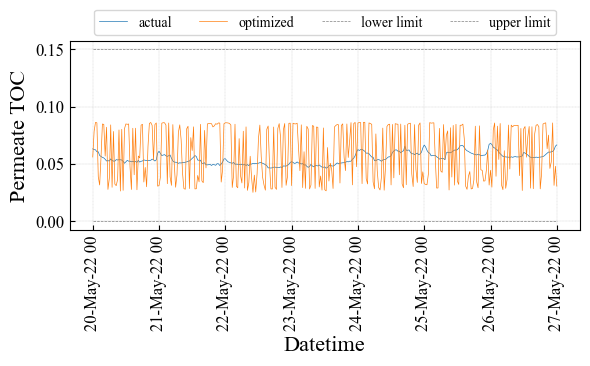 actual optimized lower limit upper limit
Permeate TOC
0.15
0.10
0.05
0.00
20-May-22 00
21-May-22 00
22-May-22 00
23-May-22 00
24-May-22 00
25-May-22 00
26-May-22 00
27-May-22 00
Datetime